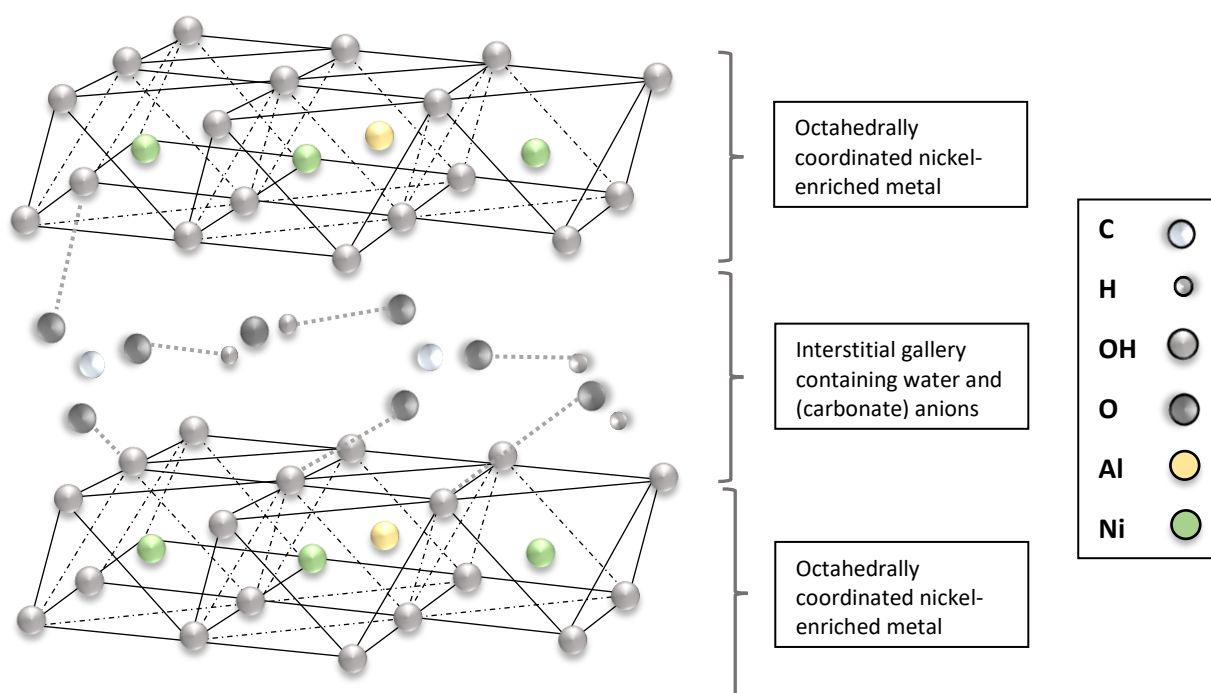 Octahedrally
coordinated nickel-
enriched metal
Interstitial gallery
containing water and
(carbonate) anions
Octahedrally
coordinated nickel-
enriched metal
C
H
OH
O
Al
Ni